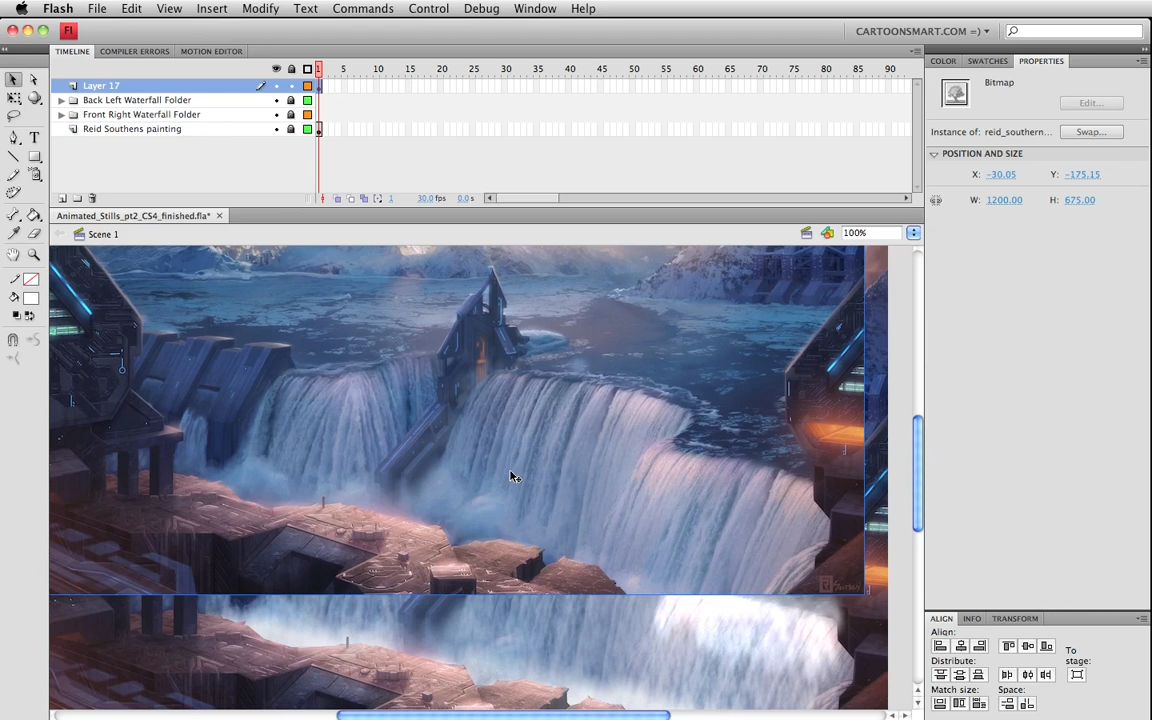 Flash File Edit View Insert Modify Text Commands Control Debug Window Help
Fl CARTOONSMART.COM =)
TIMELINE COMPILER ERRORS MOTION EDITOR
COLOR SWATCHES PROPERTIES
1 5 10 15 20 25 30 35 40 45 50 55 60 65 70 75 80 85 90
Layer 17
Back Left Waterfall Folder
Front Right Waterfall Folder
Reid Southens painting
1 30.0 fps 0.0 s
Animated_Stills_pt2_CS4_finished.fla*
Scene 1
100%
Bitmap
Edit...
Instance of: reid_southern... Swap...
POSITION AND SIZE
X: -30.05 Y: -175.15
W: 1200.00 H: 675.00
T
ALIGN INFO TRANSFORM
Align:
To
stage:
Distribute:
Match size: Space: